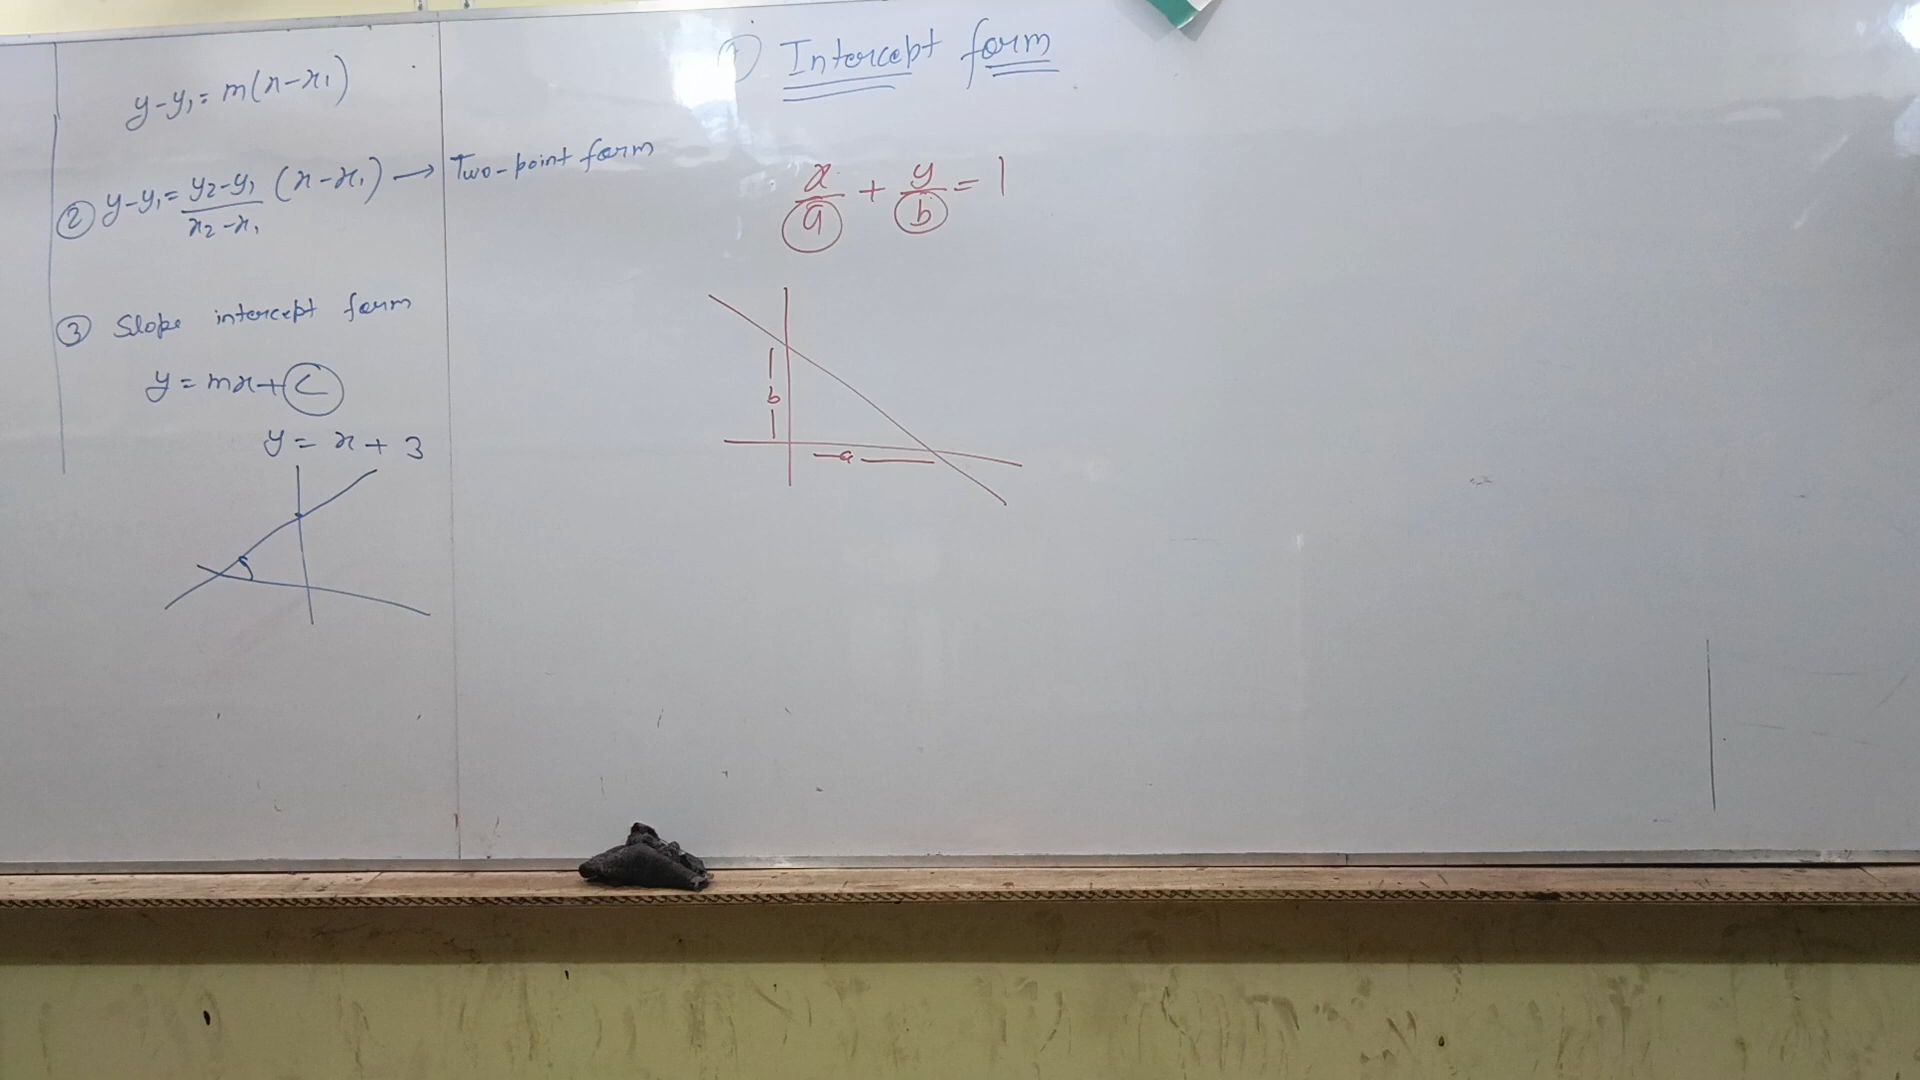 y-y₁ = m(x-x₁)
② y-y₁ = y₂-y₁ / x₂-x₁ (x-x₁) → Two-point form
③ Slope intercept form
y = mx+c
y = x + 3
Intercept form
x/a + y/b = 1
b
a